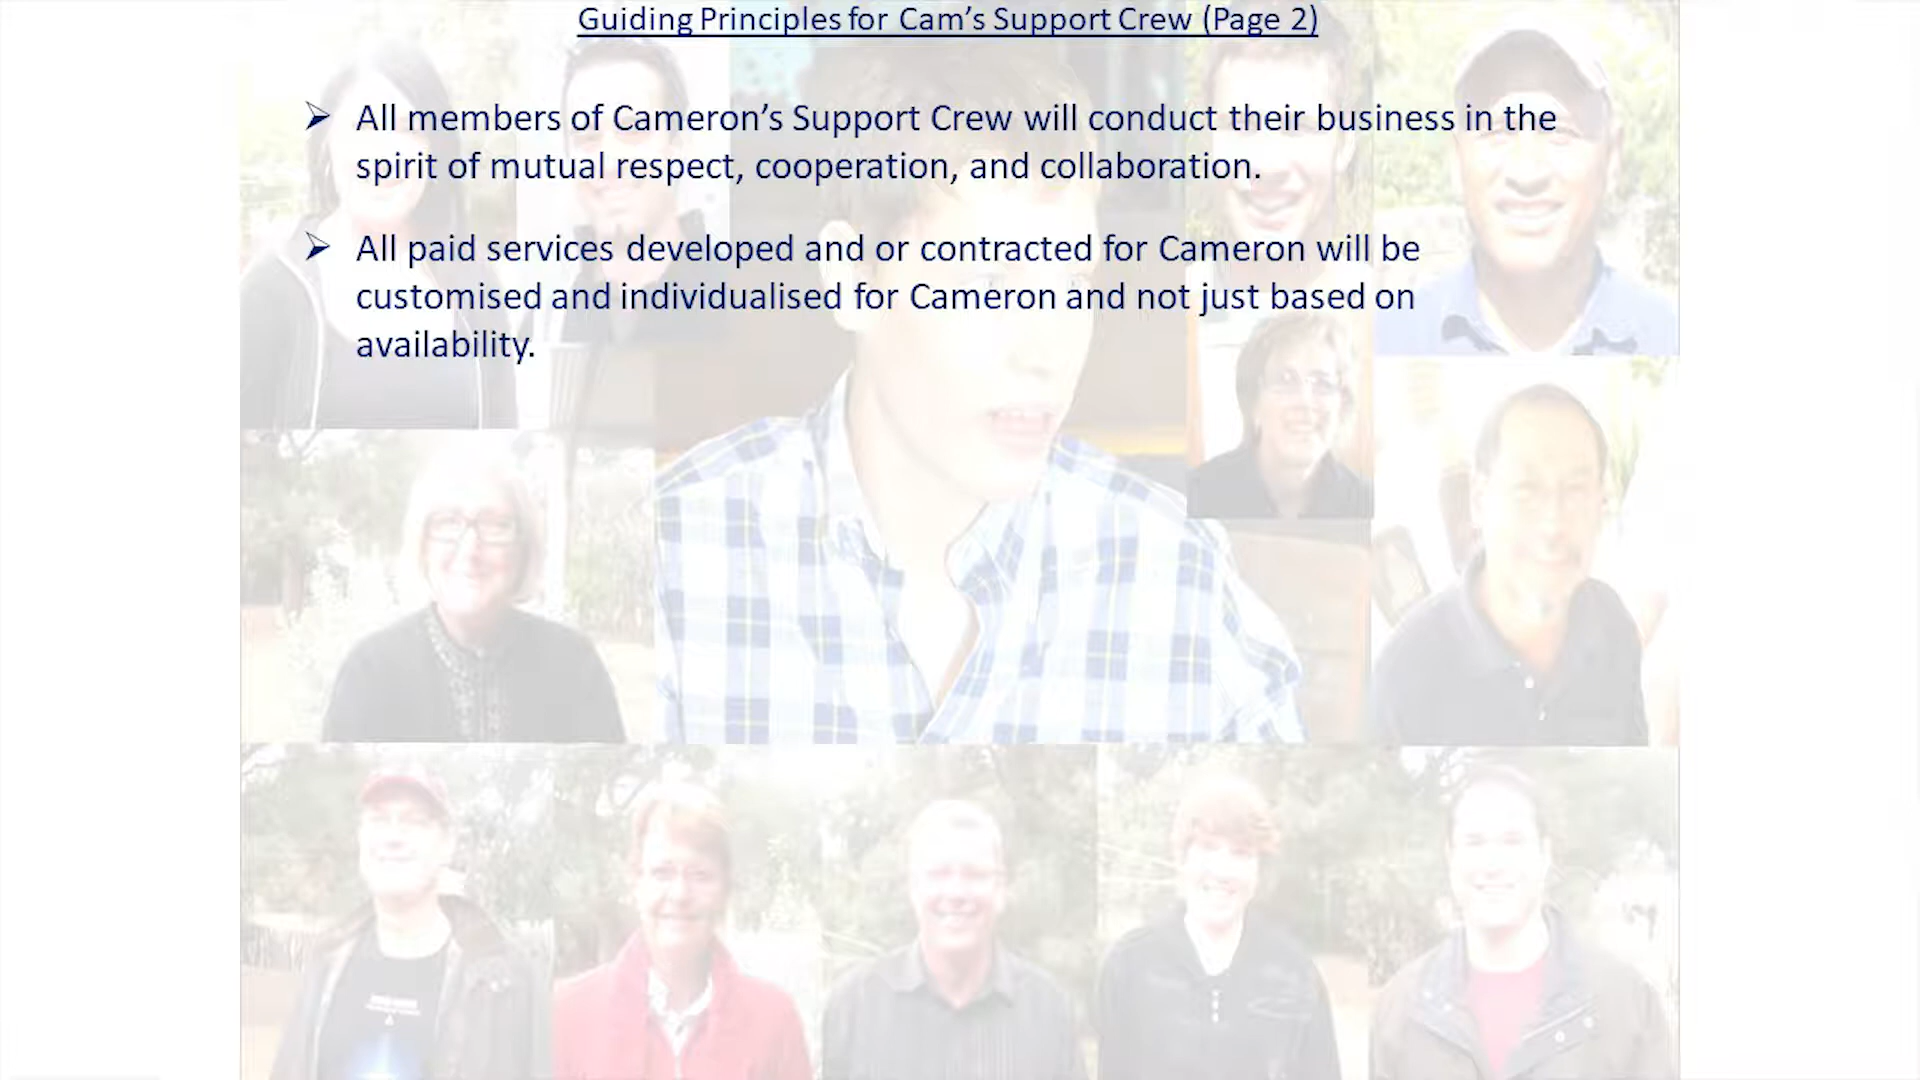 Guiding Principles for Cam’s Support Crew (Page 2)
➢ All members of Cameron’s Support Crew will conduct their business in the
spirit of mutual respect, cooperation, and collaboration.
➢ All paid services developed and or contracted for Cameron will be
customised and individualised for Cameron and not just based on
availability.